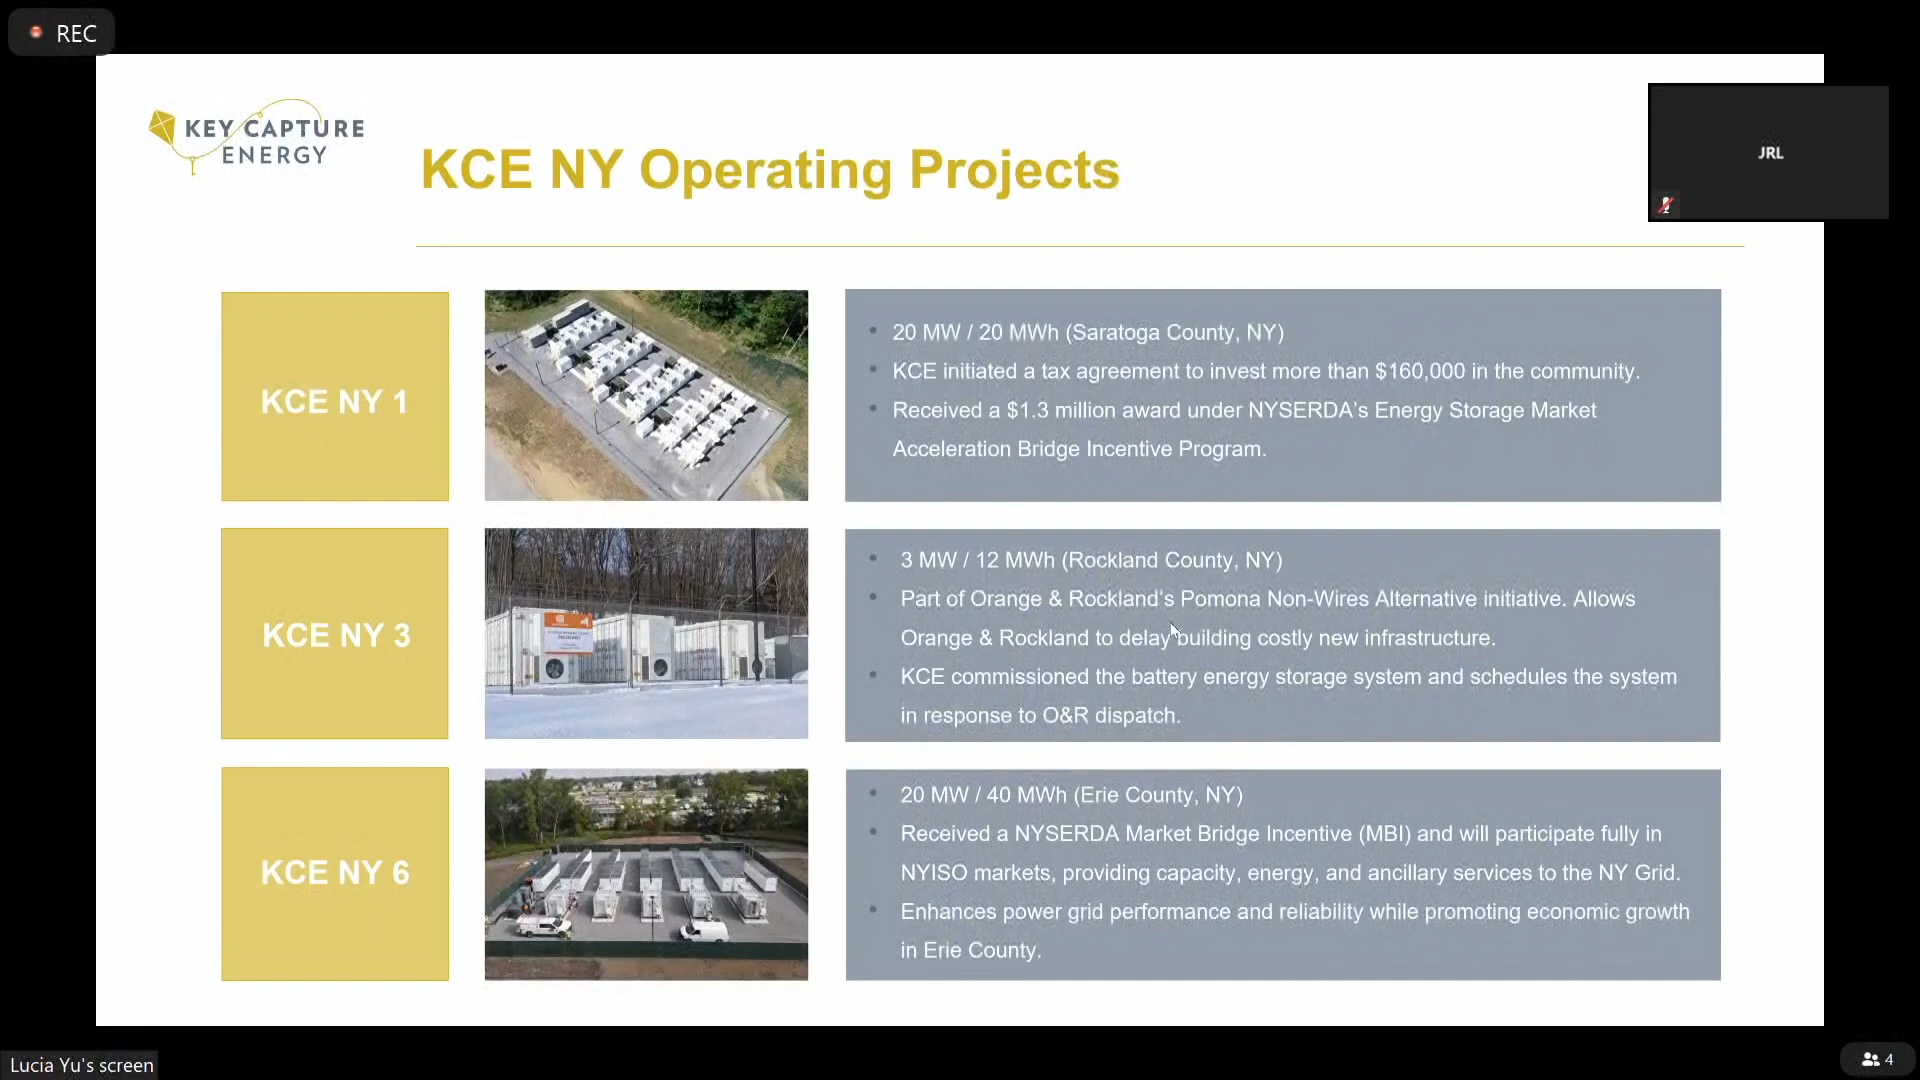 REC
KEY CAPTURE
ENERGY
KCE NY Operating Projects
JRL
KCE NY 1
• 20 MW / 20 MWh (Saratoga County, NY)
• KCE initiated a tax agreement to invest more than $160,000 in the community.
• Received a $1.3 million award under NYSERDA's Energy Storage Market
Acceleration Bridge Incentive Program.
KCE NY 3
• 3 MW / 12 MWh (Rockland County, NY)
• Part of Orange & Rockland's Pomona Non-Wires Alternative initiative. Allows
Orange & Rockland to delay building costly new infrastructure.
• KCE commissioned the battery energy storage system and schedules the system
in response to O&R dispatch.
KCE NY 6
• 20 MW / 40 MWh (Erie County, NY)
• Received a NYSERDA Market Bridge Incentive (MBI) and will participate fully in
NYISO markets, providing capacity, energy, and ancillary services to the NY Grid.
• Enhances power grid performance and reliability while promoting economic growth
in Erie County.
Lucia Yu's screen
4